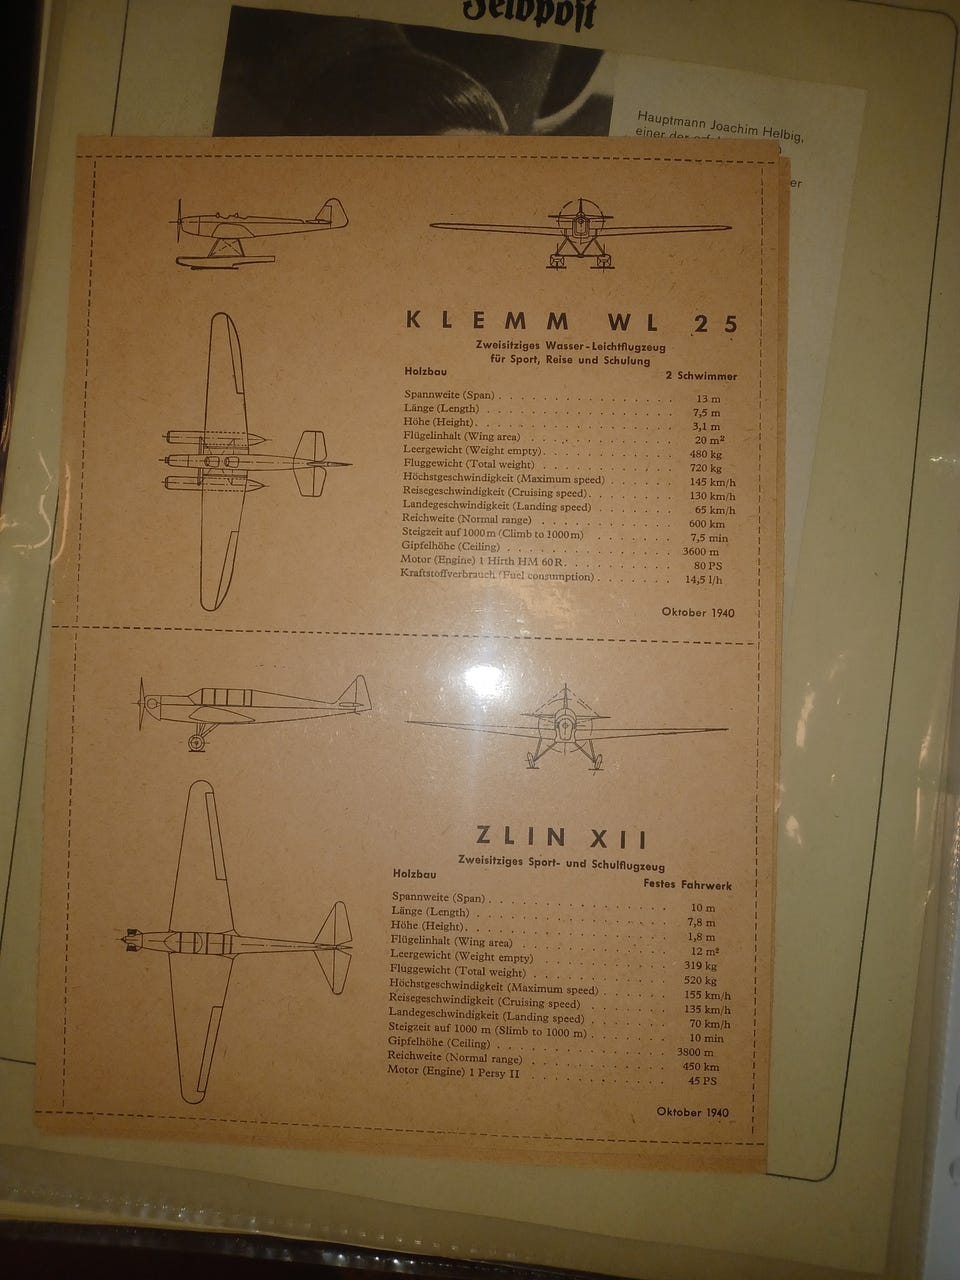 Feldpost
Hauptmann Joachim Helbig,
einer der
er
KLEMM WL 25
Zweisitziges Wasser-Leichtflugzeug
für Sport, Reise und Schulung
Holzbau 2 Schwimmer
Spannweite (Span) . . . . . . . . . . . . . . . . 13 m
Länge (Length) . . . . . . . . . . . . . . . . 7,5 m
Höhe (Height) . . . . . . . . . . . . . . . . 3,1 m
Flügelinhalt (Wing area) . . . . . . . . . . . . 20 m²
Leergewicht (Weight empty) . . . . . . . . . . . 480 kg
Fluggewicht (Total weight) . . . . . . . . . . . 720 kg
Höchstgeschwindigkeit (Maximum speed) . . . . . . 145 km/h
Reisegeschwindigkeit (Cruising speed) . . . . . . . 130 km/h
Landegeschwindigkeit (Landing speed) . . . . . . . 65 km/h
Reichweite (Normal range) . . . . . . . . . . . 600 km
Steigzeit auf 1000 m (Climb to 1000 m) . . . . . . . 7,5 min
Gipfelhöhe (Ceiling) . . . . . . . . . . . . . . 3600 m
Motor (Engine) 1 Hirth HM 60 R . . . . . . . . . 80 PS
Kraftstoffverbrauch (Fuel consumption) . . . . . . . 14,5 l/h
Oktober 1940
ZLIN XII
Zweisitziges Sport- und Schulflugzeug
Holzbau Festes Fahrwerk
Spannweite (Span) . . . . . . . . . . . . . . . 10 m
Länge (Length) . . . . . . . . . . . . . . . . 7,8 m
Höhe (Height) . . . . . . . . . . . . . . . . 1,8 m
Flügelinhalt (Wing area) . . . . . . . . . . . . 12 m²
Leergewicht (Weight empty) . . . . . . . . . . . 319 kg
Fluggewicht (Total weight) . . . . . . . . . . . 520 kg
Höchstgeschwindigkeit (Maximum speed) . . . . . . 155 km/h
Reisegeschwindigkeit (Cruising speed) . . . . . . . 135 km/h
Landegeschwindigkeit (Landing speed) . . . . . . . 70 km/h
Steigzeit auf 1000 m (Slimb to 1000 m) . . . . . . . 10 min
Gipfelhöhe (Ceiling) . . . . . . . . . . . . . . 3800 m
Reichweite (Normal range) . . . . . . . . . . . 450 km
Motor (Engine) 1 Persy II . . . . . . . . . . . 45 PS
Oktober 1940